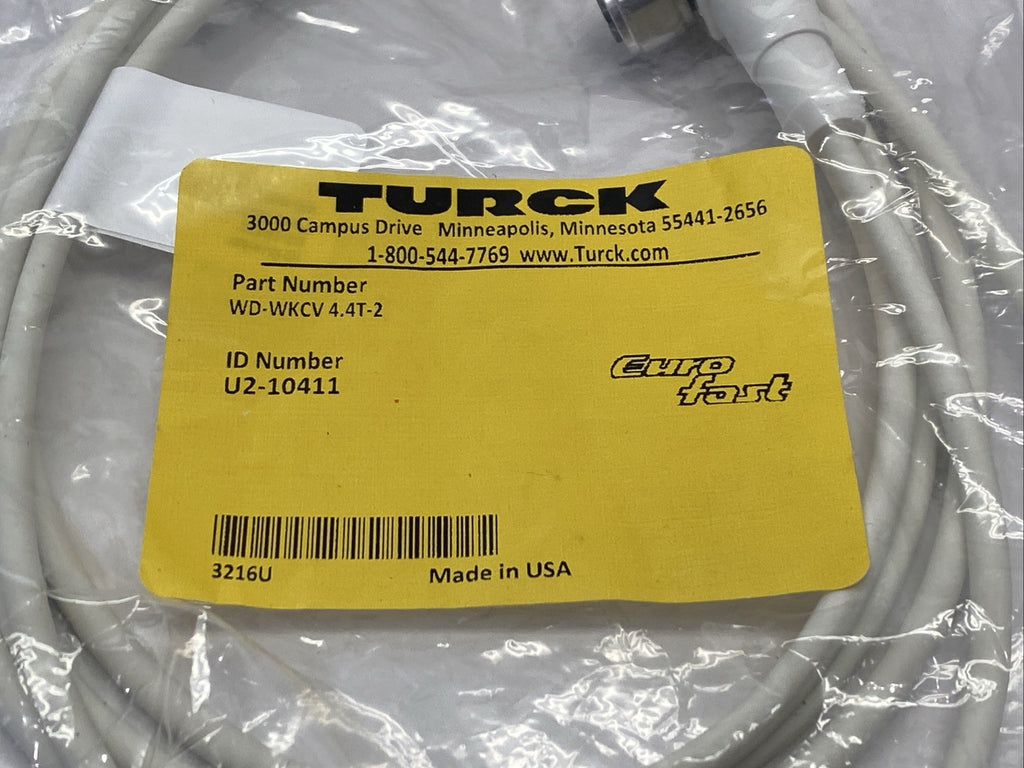 TURCK
3000 Campus Drive Minneapolis, Minnesota 55441-2656
1-800-544-7769 www.Turck.com
Part Number
WD-WKCV 4.4T-2
ID Number
U2-10411
Euro
fast
3216U Made in USA